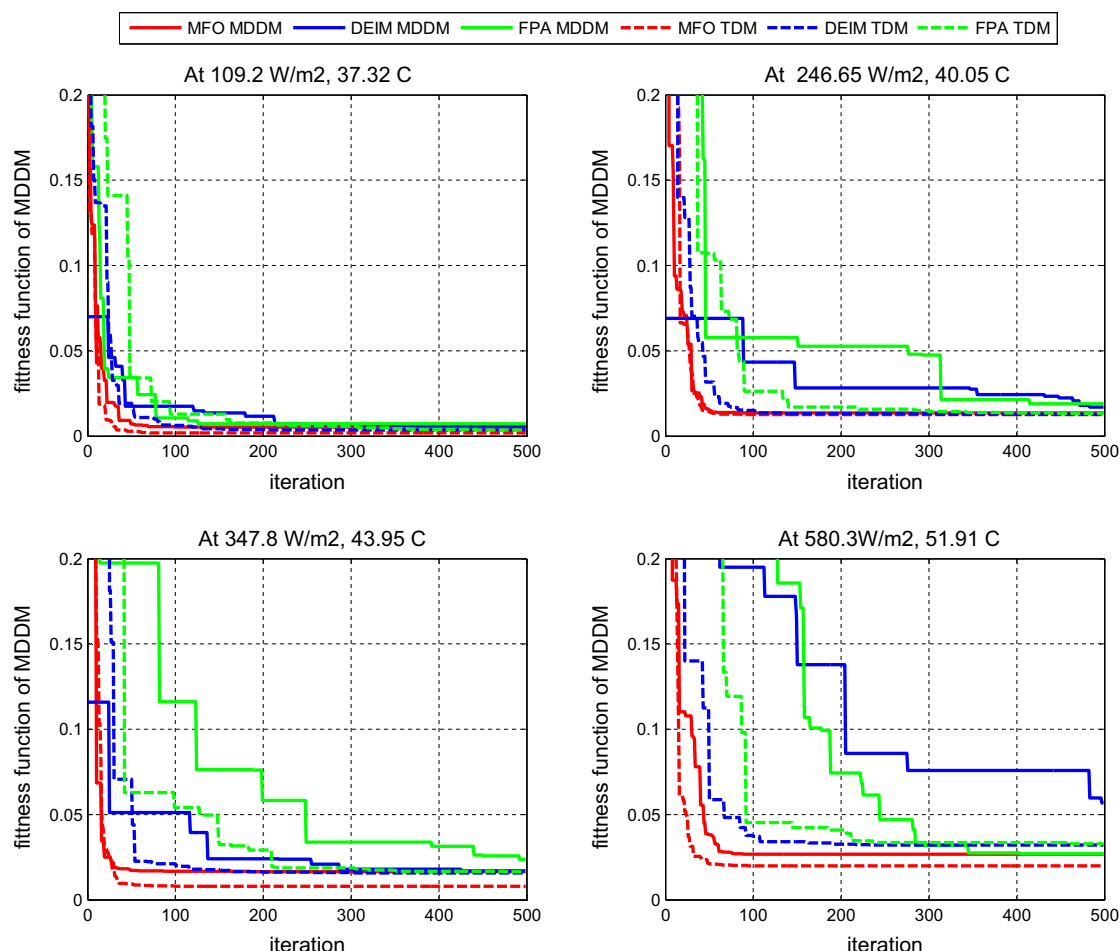 MFO MDDM DEIM MDDM FPA MDDM MFO TDM DEIM TDM FPA TDM
At 109.2 W/m2, 37.32 C
0.2
0.15
0.1
0.05
0
fittness function of MDDM
0 100 200 300 400 500
iteration
At 246.65 W/m2, 40.05 C
0.2
0.15
0.1
0.05
0
fittness function of MDDM
0 100 200 300 400 500
iteration
At 347.8 W/m2, 43.95 C
0.2
0.15
0.1
0.05
0
fittness function of MDDM
0 100 200 300 400 500
iteration
At 580.3W/m2, 51.91 C
0.2
0.15
0.1
0.05
0
fittness function of MDDM
0 100 200 300 400 500
iteration